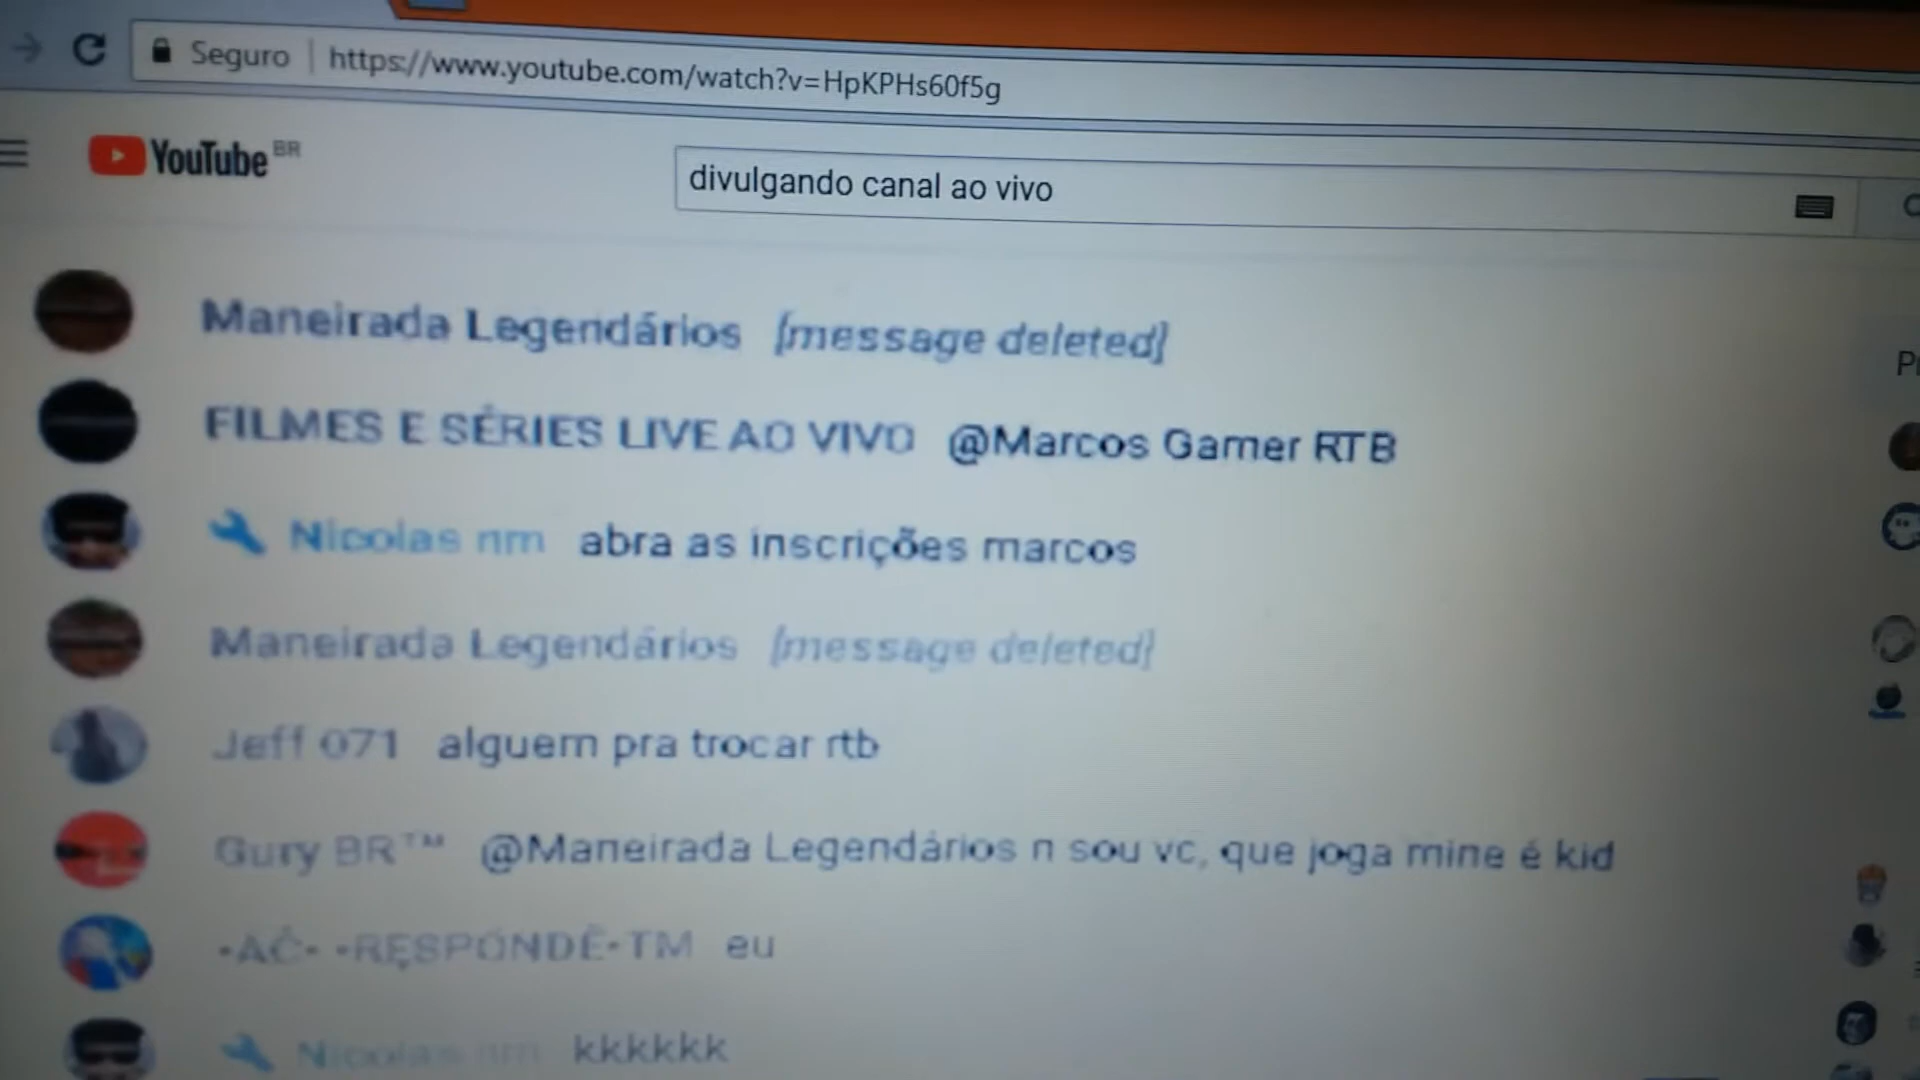 Seguro https://www.youtube.com/watch?v=HpKPHs60f5g
YouTube BR
divulgando canal ao vivo
Maneirada Legendários [message deleted]
FILMES E SÉRIES LIVE AO VIVO @Marcos Gamer RTB
Nicolas nm abra as inscrições marcos
Maneirada Legendários [message deleted]
Jeff 071 alguem pra trocar rtb
Gury BR™ @Maneirada Legendários n sou vc, que joga mine é kid
eu
Nicolas nm kkkkkk